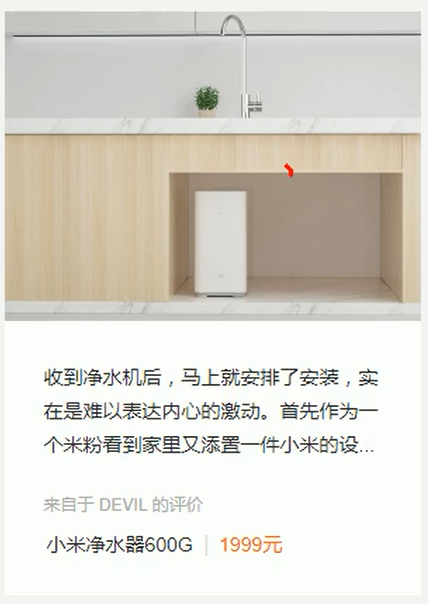 收到净水机后，马上就安排了安装，实
在是难以表达内心的激动。首先作为一
个米粉看到家里又添置一件小米的设...
来自于 DEVIL 的评价
小米净水器600G | 1999元